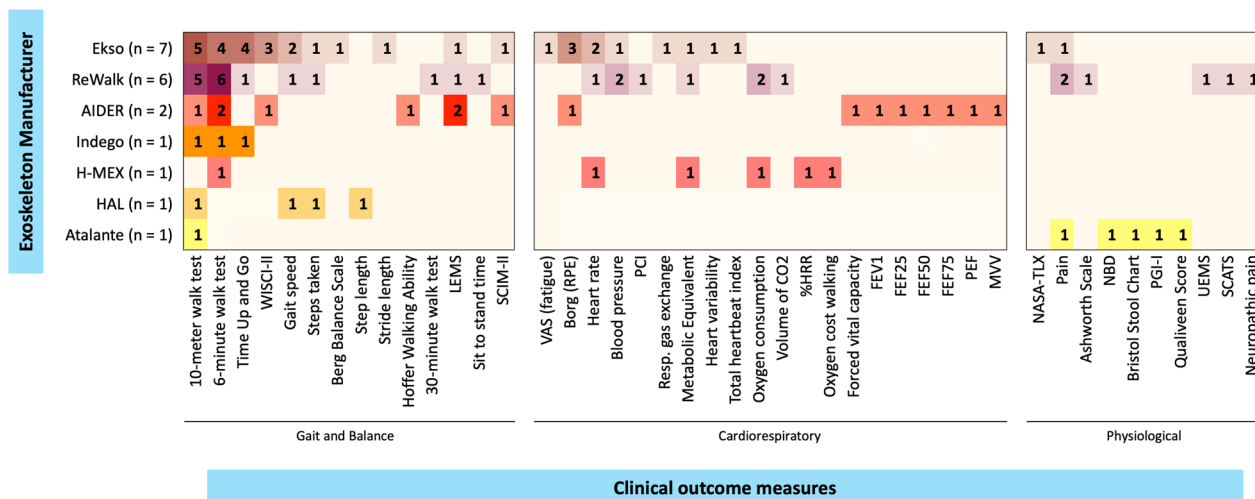 Exoskeleton Manufacturer
Ekso (n = 7) 5 4 4 3 2 1 1 1 1 1 1 3 2 1 1 1 1 1 1 1
ReWalk (n = 6) 5 6 1 1 1 1 1 1 1 2 1 1 2 1 2 1 1 1 1
AIDER (n = 2) 1 2 1 1 2 1 1 1 1 1 1 1 1 1
Indego (n = 1) 1 1 1
H-MEX (n = 1) 1 1 1 1 1 1
HAL (n = 1) 1 1 1 1
Atalante (n = 1) 1 1 1 1 1 1
10-meter walk test
6-minute walk test
Time Up and Go
WISCI-II
Gait speed
Steps taken
Berg Balance Scale
Step length
Stride length
Hoffer Walking Ability
30-minute walk test
LEMS
Sit to stand time
SCIM-II
VAS (fatigue)
Borg (RPE)
Heart rate
Blood pressure
PCI
Resp. gas exchange
Metabolic Equivalent
Heart variability
Total heartbeat index
Oxygen consumption
Volume of CO2
%HRR
Oxygen cost walking
Forced vital capacity
FEV1
FEF25
FEF50
FEF75
PEF
MVV
NASA-TLX
Pain
Ashworth Scale
NBD
Bristol Stool Chart
PGI-I
Qualiveen Score
UEMS
SCATS
Neuropathic pain
Gait and Balance
Cardiorespiratory
Physiological
Clinical outcome measures